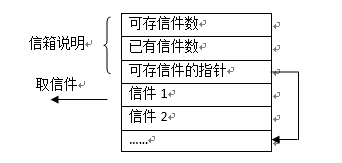 可存信件数
已有信件数
信箱说明
可存信件的指针
取信件
信件 1
信件 2
......